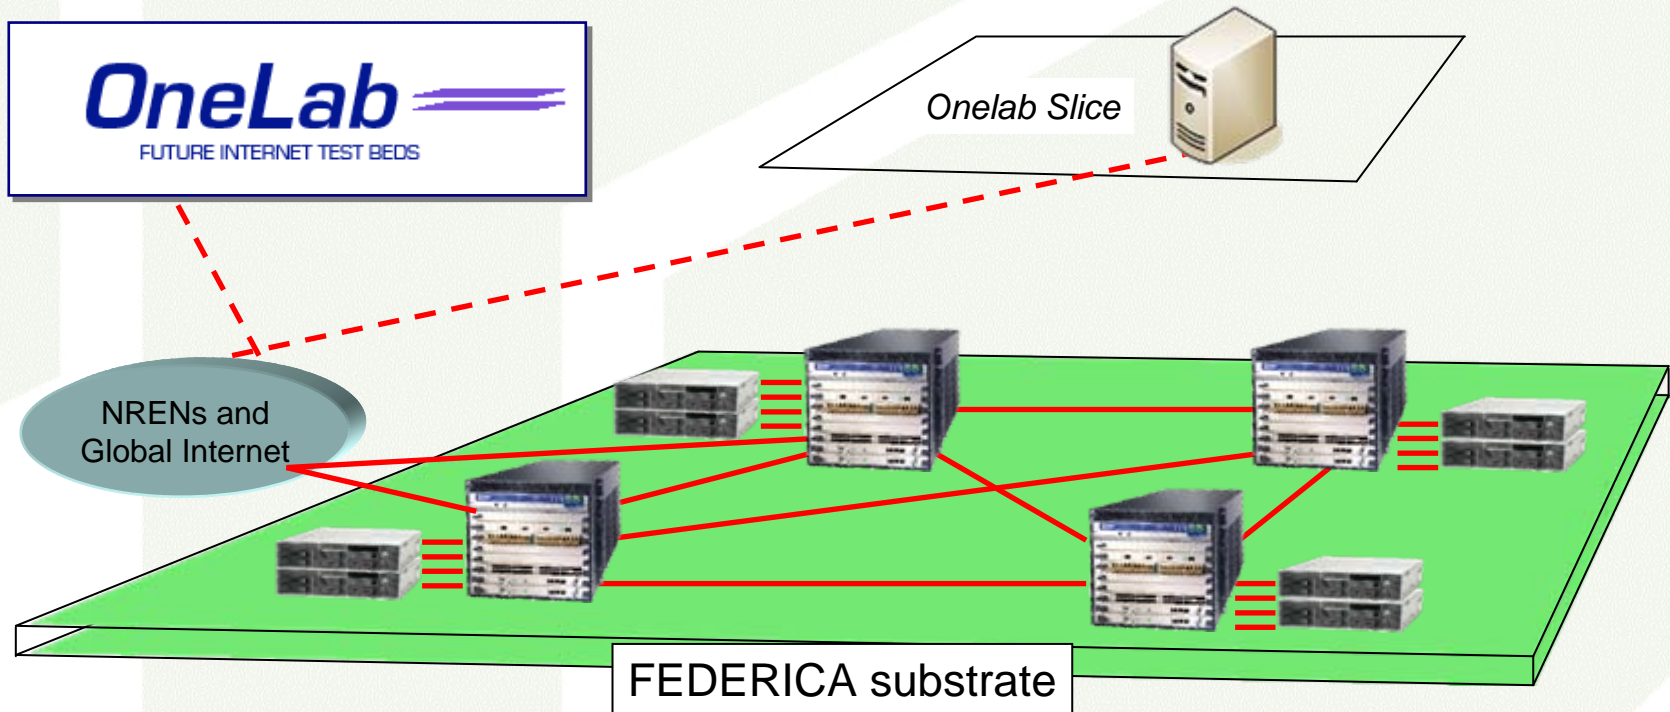 OneLab
FUTURE INTERNET TEST BEDS
Onelab Slice
NRENs and
Global Internet
FEDERICA substrate